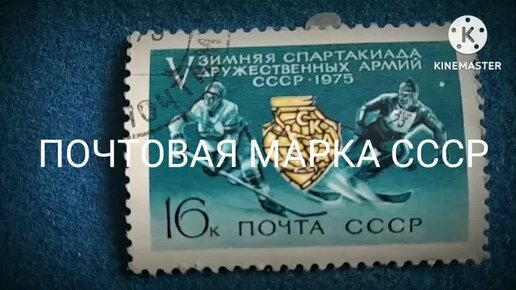 KINEMASTER
V ЗИМНЯЯ СПАРТАКИАДА
ДРУЖЕСТВЕННЫХ АРМИЙ
СССР·1975
ПОЧТОВАЯ МАРКА СССР
16к ПОЧТА СССР